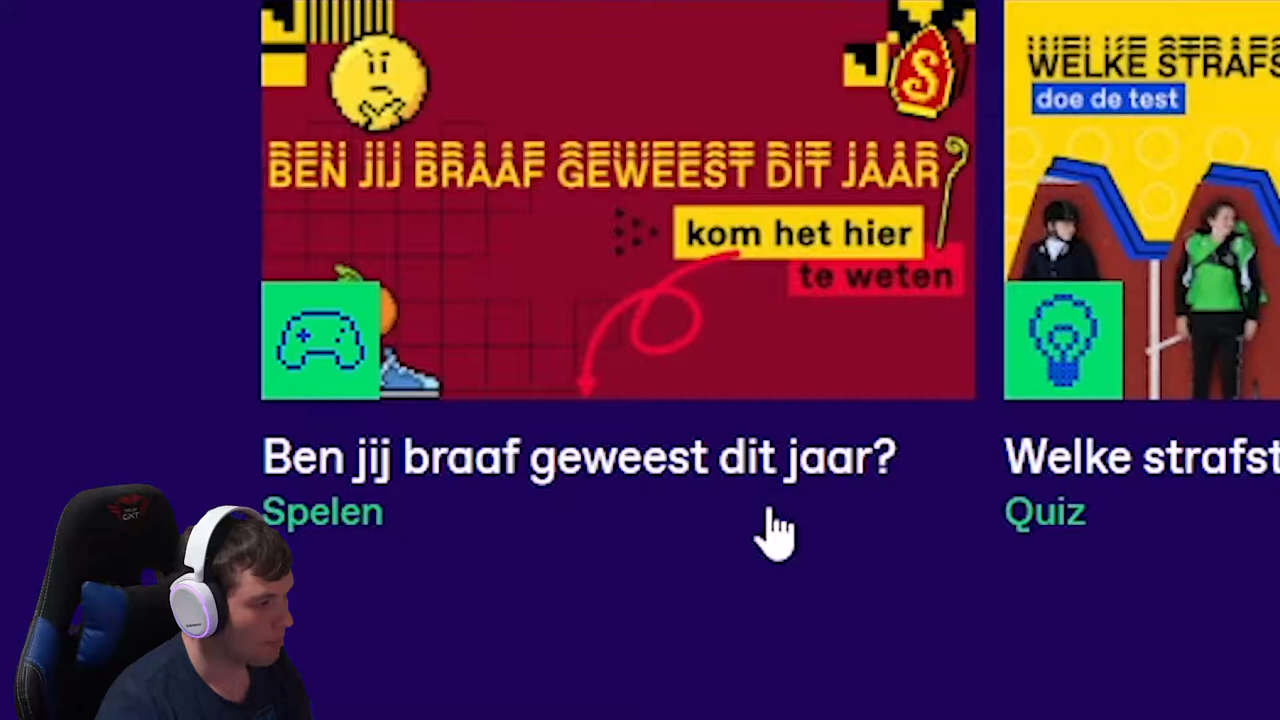 BEN JIJ BRAAF GEWEEST DIT JAAR
kom het hier
te weten
Ben jij braaf geweest dit jaar?
Spelen
WELKE STRAFS
doe de test
Welke strafst
Quiz